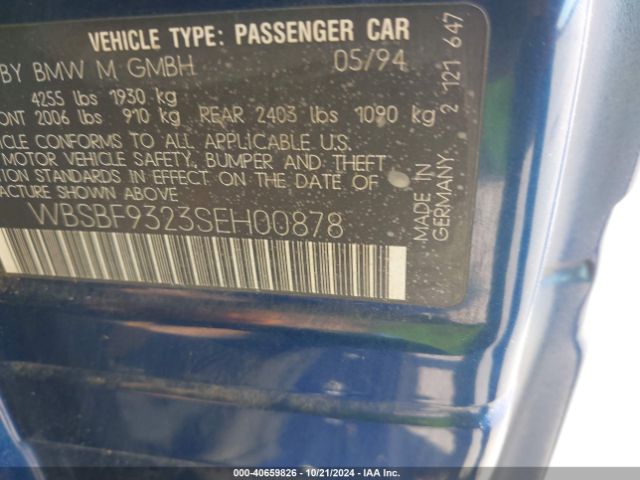 VEHICLE TYPE: PASSENGER CAR
BY BMW M GMBH 05/94
4255 lbs 1930 kg
ONT 2006 lbs 910 kg REAR 2403 lbs 1090 kg
ICLE CONFORMS TO ALL APPLICABLE U.S.
MOTOR VEHICLE SAFETY, BUMPER AND THEFT
TION STANDARDS IN EFFECT ON THE DATE OF
FACTURE SHOWN ABOVE
WBSBF9323SEH00878
MADE IN
GERMANY
2 121 647
000-40659826 - 10/21/2024 - IAA Inc.